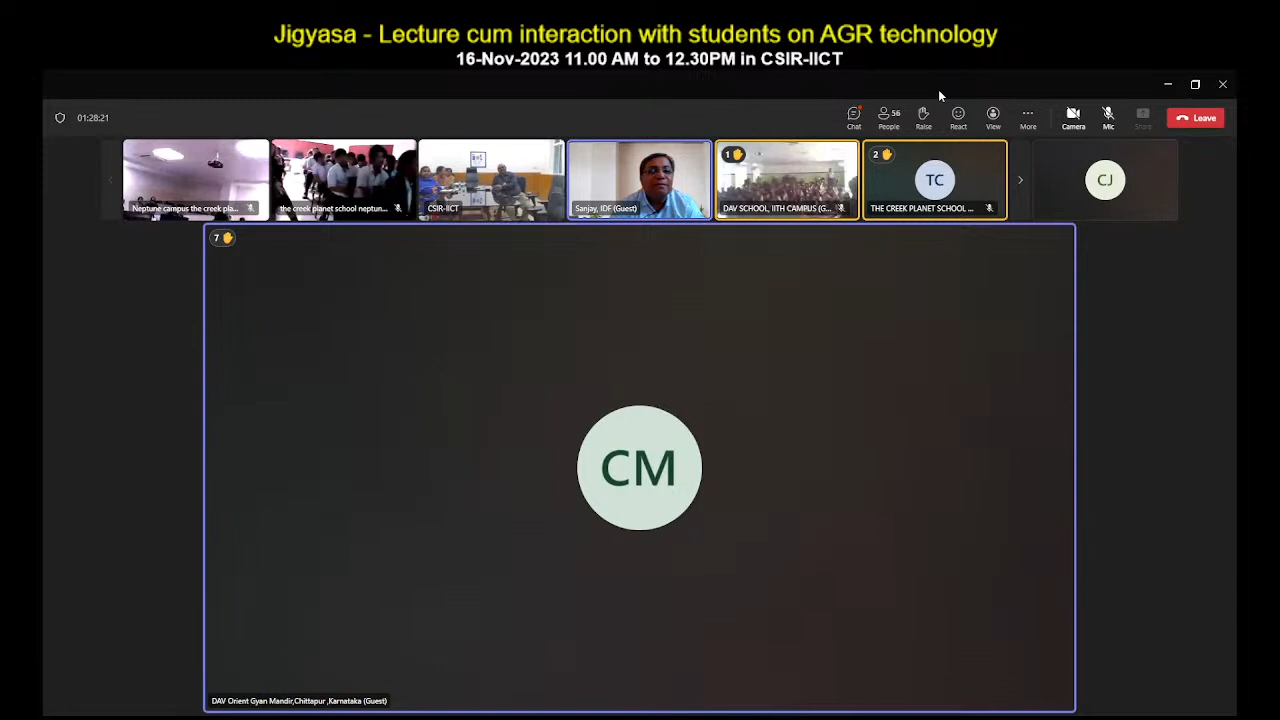 Jigyasa - Lecture cum interaction with students on AGR technology
16-Nov-2023 11.00 AM to 12.30PM in CSIR-IICT
01:28:21
Chat
56
People
Raise
React
View
More
Camera
Mic
Share
Leave
Neptune campus the creek pla...
the creek planet school neptun...
CSIR-IICT
Sanjay, IDF (Guest)
1
DAV SCHOOL, IITH CAMPUS (G...
2
TC
THE CREEK PLANET SCHOOL ...
CJ
7
CM
DAV Orient Gyan Mandir,Chittapur ,Karnataka (Guest)